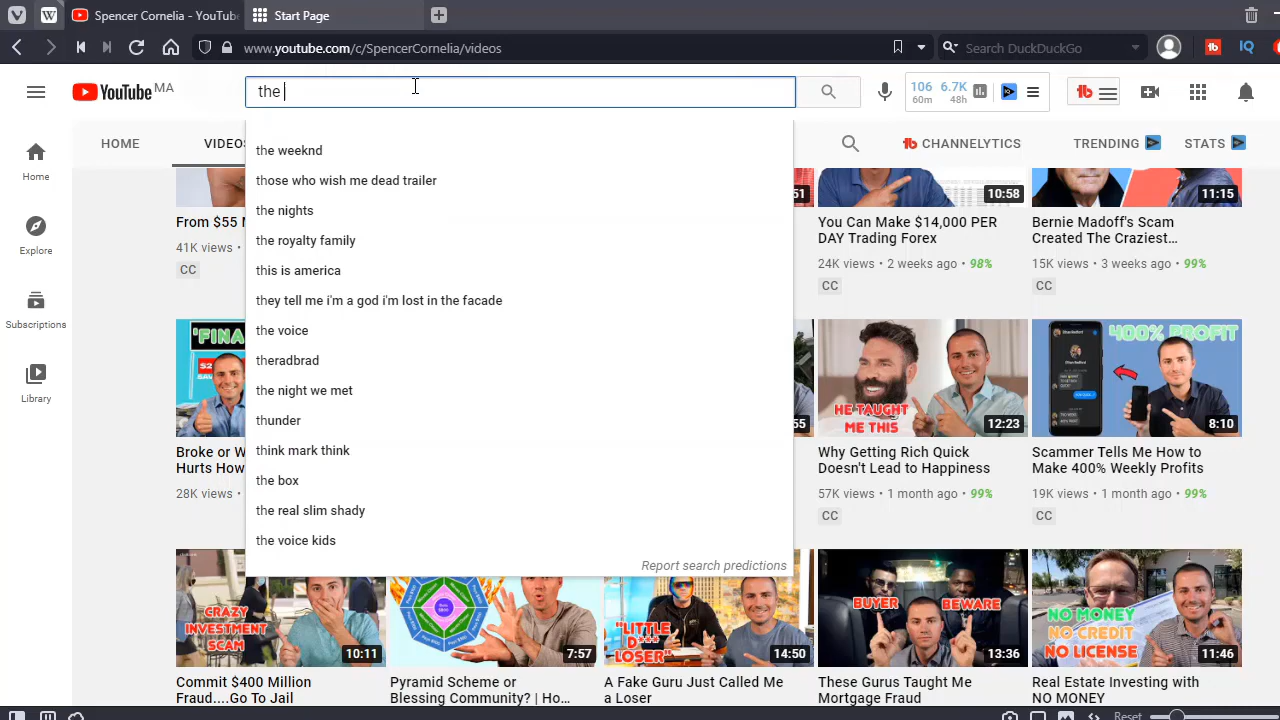 Spencer Cornelia - YouTub
Start Page
www.youtube.com/c/SpencerCornelia/videos
Search DuckDuckGo
IQ
YouTube MA
the
106 6.7K
60m 48h
HOME
VIDEO
CHANNELYTICS
TRENDING
STATS
Home
Explore
Subscriptions
Library
the weeknd
those who wish me dead trailer
the nights
the royalty family
this is america
they tell me i'm a god i'm lost in the facade
the voice
theradbrad
the night we met
thunder
think mark think
the box
the real slim shady
the voice kids
Report search predictions
51
10:58
11:15
From $55
41K views •
CC
You Can Make $14,000 PER
DAY Trading Forex
24K views • 2 weeks ago • 98%
CC
Bernie Madoff's Scam
Created The Craziest...
15K views • 3 weeks ago • 99%
CC
"FINA
55
HE TAUGHT
ME THIS
12:23
400% PROFIT
8:10
Broke or W
Hurts How
28K views •
Why Getting Rich Quick
Doesn't Lead to Happiness
57K views • 1 month ago • 99%
CC
Scammer Tells Me How to
Make 400% Weekly Profits
19K views • 1 month ago • 99%
CC
CRAZY
INVESTMENT
SCAM
10:11
7:57
"LITTLE
D*** 
LOSER"
14:50
BUYER BEWARE
13:36
NO MONEY
NO CREDIT
NO LICENSE
11:46
Commit $400 Million
Fraud....Go To Jail
Pyramid Scheme or
Blessing Community? | Ho...
A Fake Guru Just Called Me
a Loser
These Gurus Taught Me
Mortgage Fraud
Real Estate Investing with
NO MONEY
Reset